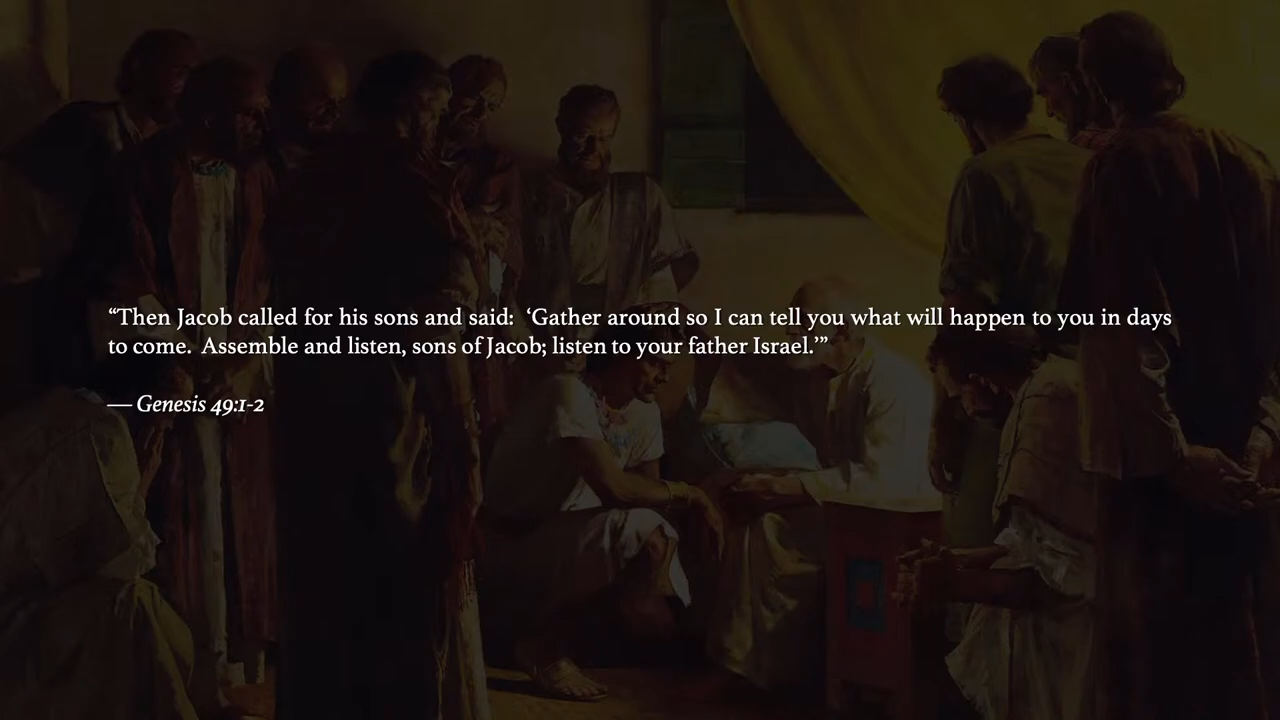 “Then Jacob called for his sons and said:  ‘Gather around so I can tell you what will happen to you in days
to come.  Assemble and listen, sons of Jacob; listen to your father Israel.’”
— Genesis 49:1-2